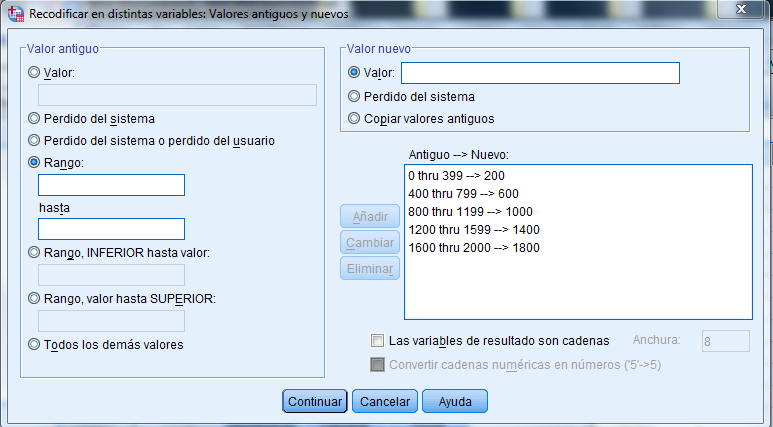 Recodificar en distintas variables: Valores antiguos y nuevos
Valor antiguo
Valor:
Perdido del sistema
Perdido del sistema o perdido del usuario
Rango:
hasta
Rango, INFERIOR hasta valor:
Rango, valor hasta SUPERIOR:
Todos los demás valores
Valor nuevo
Valor:
Perdido del sistema
Copiar valores antiguos
Antiguo --> Nuevo:
0 thru 399 --> 200
400 thru 799 --> 600
800 thru 1199 --> 1000
1200 thru 1599 --> 1400
1600 thru 2000 --> 1800
Añadir
Cambiar
Eliminar
Las variables de resultado son cadenas
Anchura:
8
Convertir cadenas numéricas en números ('5'->5)
Continuar
Cancelar
Ayuda